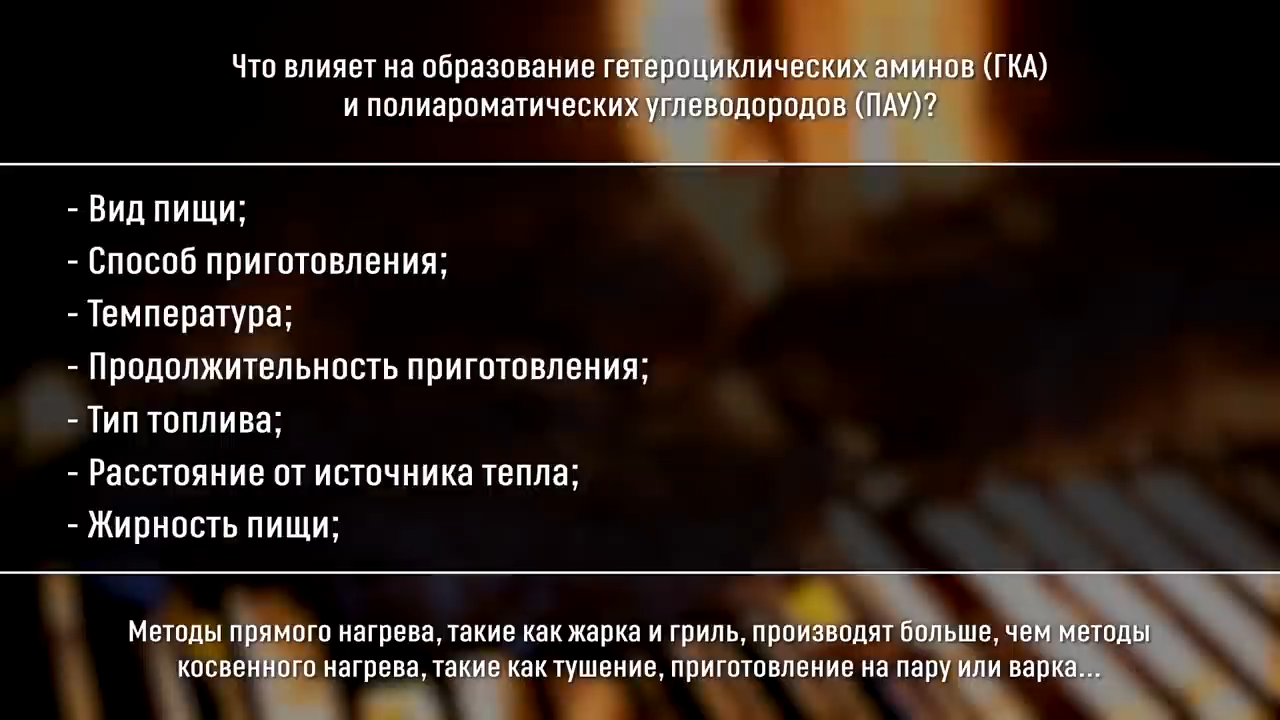 Что влияет на образование гетероциклических аминов (ГКА)
и полиароматических углеводородов (ПАУ)?
- Вид пищи;
- Способ приготовления;
- Температура;
- Продолжительность приготовления;
- Тип топлива;
- Расстояние от источника тепла;
- Жирность пищи;
Методы прямого нагрева, такие как жарка и гриль, производят больше, чем методы
косвенного нагрева, такие как тушение, приготовление на пару или варка...